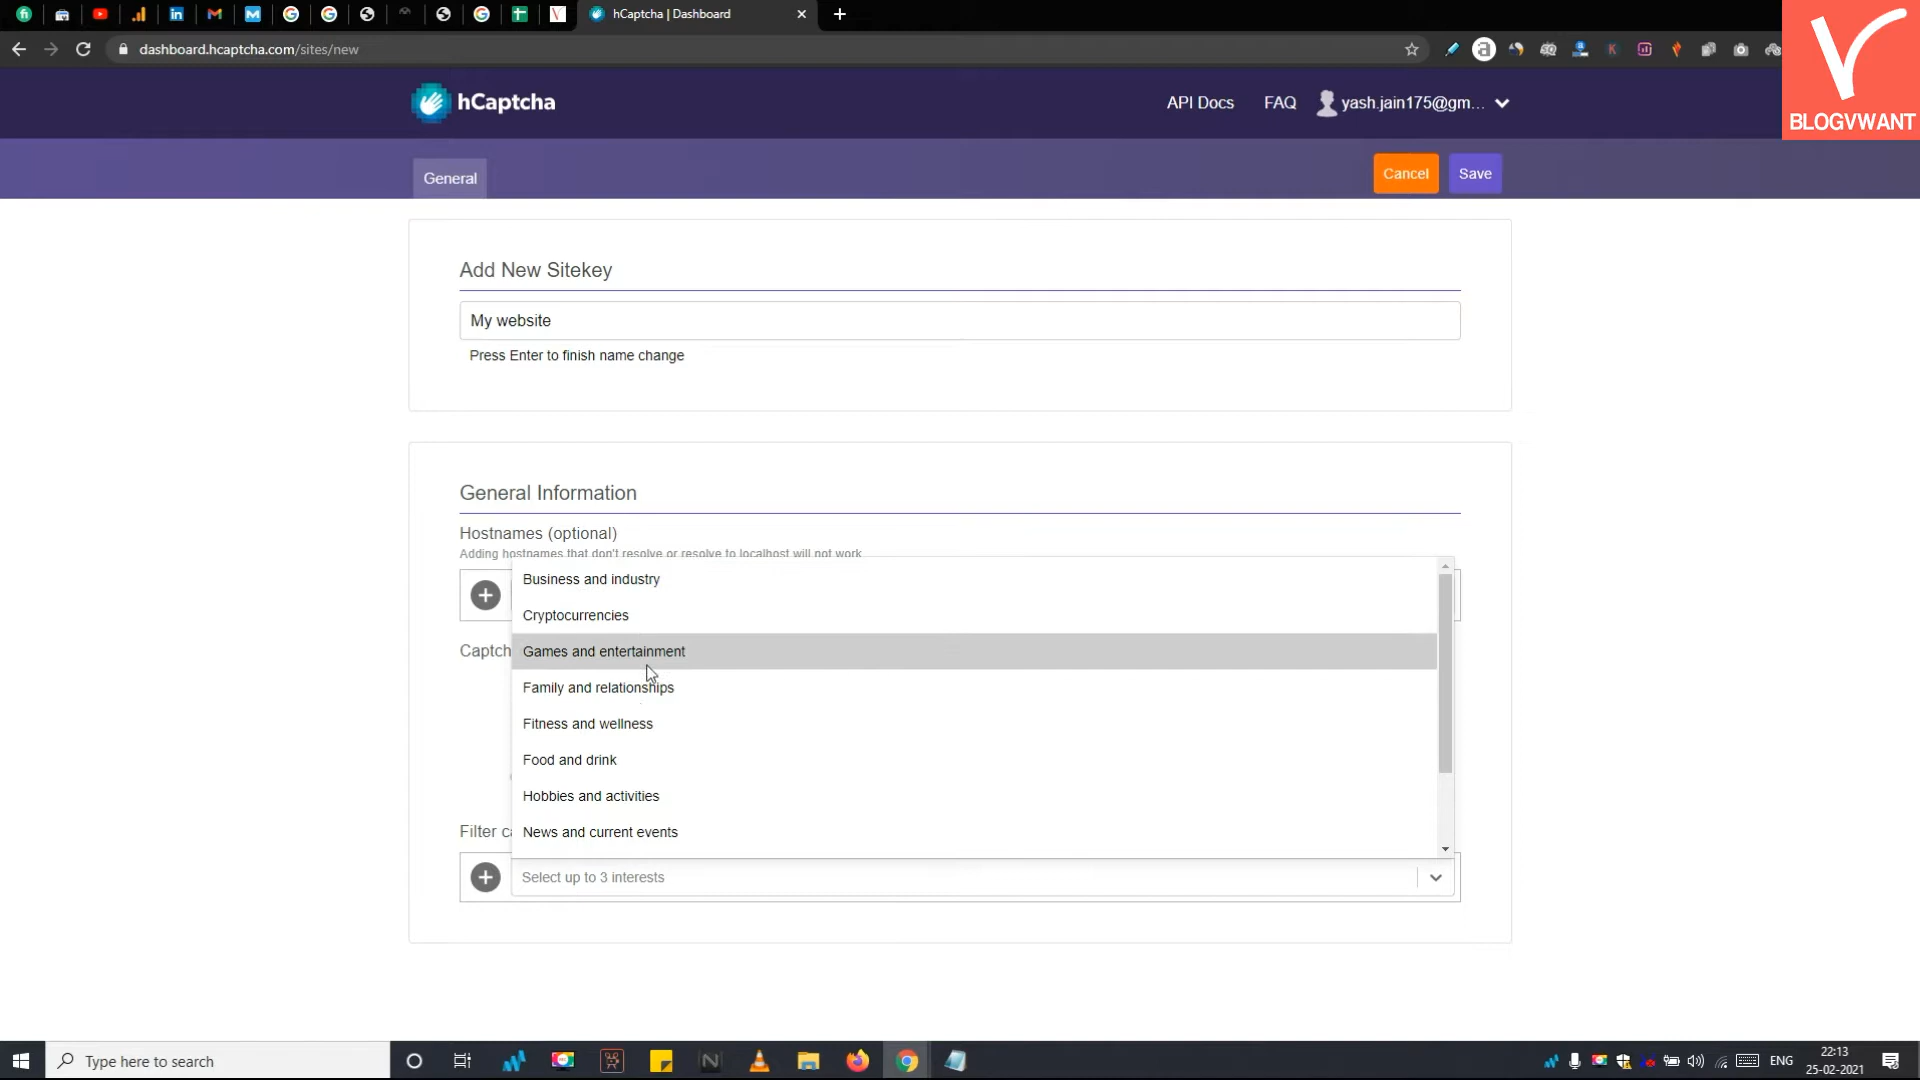 hCaptcha | Dashboard
dashboard.hcaptcha.com/sites/new
BLOGVWANT
hCaptcha
API Docs
FAQ
yash.jain175@gm...
General
Cancel
Save
Add New Sitekey
My website
Press Enter to finish name change
General Information
Hostnames (optional)
Adding hostnames that don't resolve or resolve to localhost will not work
Business and industry
Cryptocurrencies
Captch
Games and entertainment
Family and relationships
Fitness and wellness
Food and drink
Hobbies and activities
Filter c
News and current events
Select up to 3 interests
Type here to search
ENG
22:13
25-02-2021